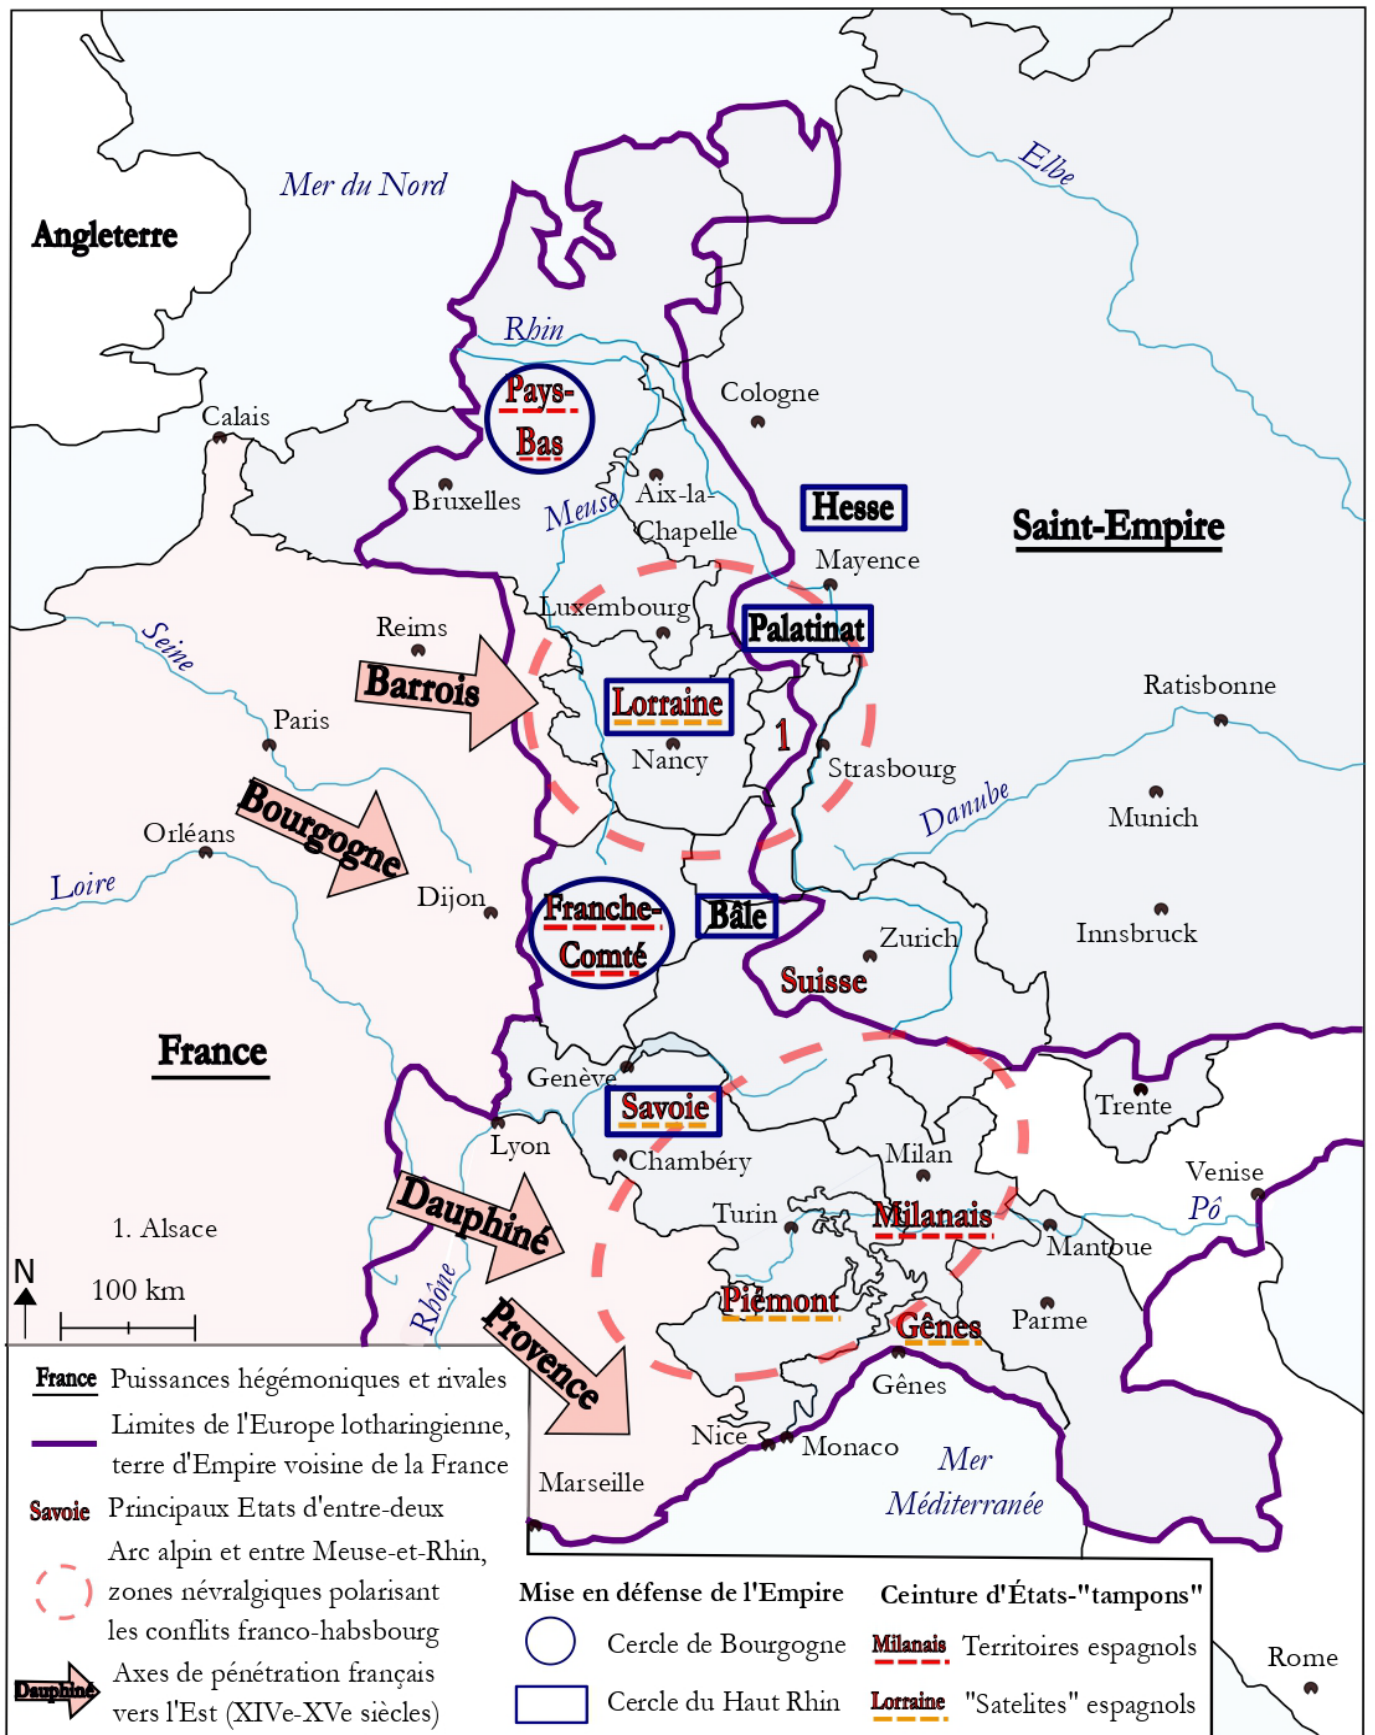 Elbe
Mer du Nord
Angleterre
Rhin
Pays-
Bas
Cologne
Calais
Bruxelles
Meuse
Aix-la-
Chapelle
Hesse
Saint-Empire
Mayence
Luxembourg
Palatinat
Seine
Reims
Barrois
Lorraine
Nancy
1
Strasbourg
Ratisbonne
Paris
Danube
Munich
Bourgogne
Orléans
Loire
Dijon
Franche-
Comté
Bâle
Zurich
Suisse
Innsbruck
France
Genève
Savoie
Trente
Lyon
Chambéry
Milan
Venise
Pô
Dauphiné
Turin
Milanais
Mantoue
1. Alsace
N
100 km
Rhône
Piémont
Gênes
Parme
Provence
Gênes
Nice
Monaco
Marseille
Mer
Méditerranée
Rome
France Puissances hégémoniques et rivales
Limites de l'Europe lotharingienne,
terre d'Empire voisine de la France
Savoie Principaux Etats d'entre-deux
Arc alpin et entre Meuse-et-Rhin,
zones névralgiques polarisant
les conflits franco-habsbourg
Dauphiné Axes de pénétration français
vers l'Est (XIVe-XVe siècles)
Mise en défense de l'Empire
Cercle de Bourgogne
Cercle du Haut Rhin
Ceinture d'États-"tampons"
Milanais Territoires espagnols
Lorraine "Satelites" espagnols